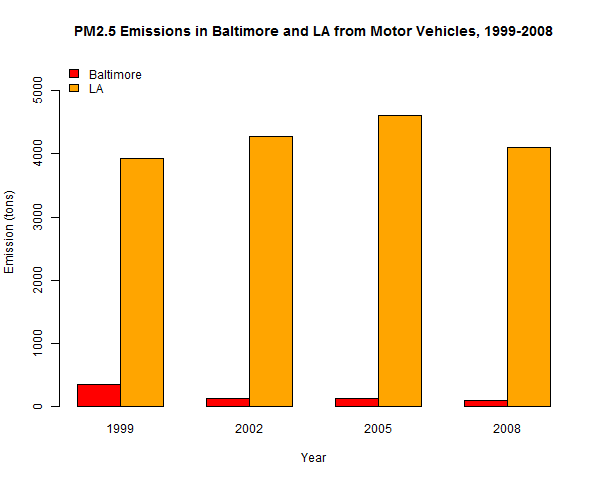 PM2.5 Emissions in Baltimore and LA from Motor Vehicles, 1999-2008
Baltimore
LA
5000
4000
3000
2000
1000
0
Emission (tons)
1999 2002 2005 2008
Year